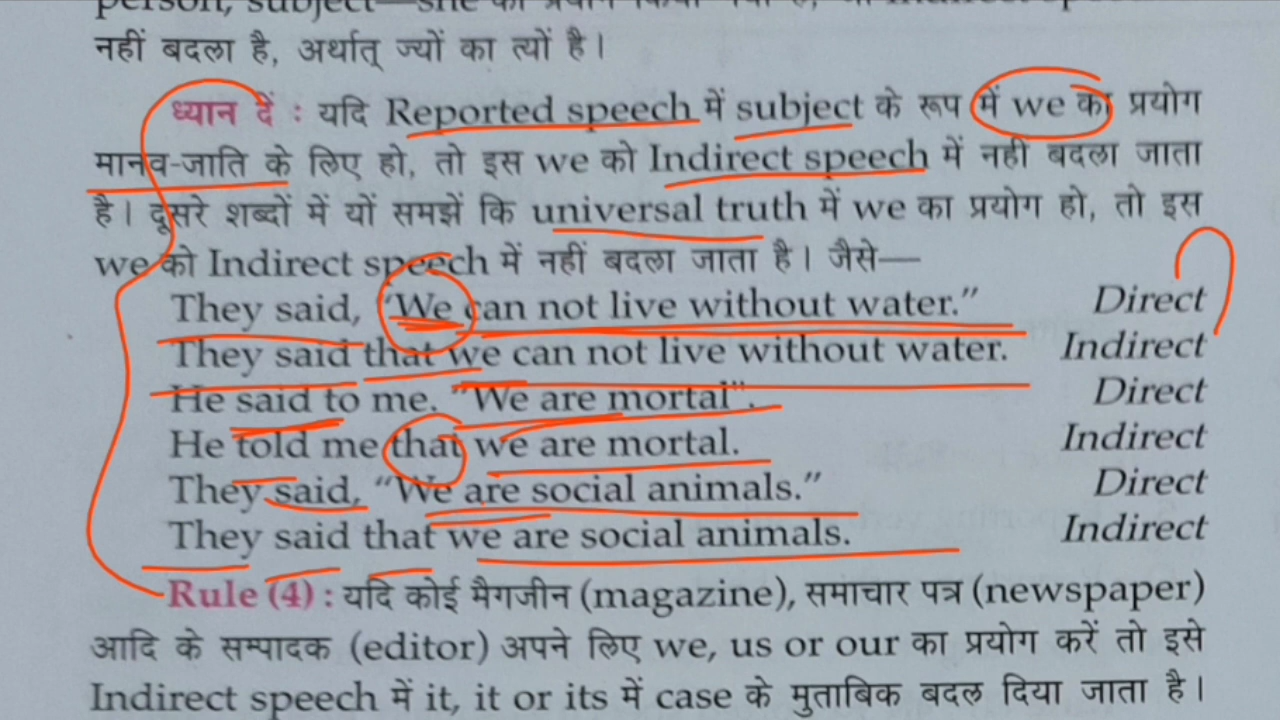 नहीं बदला है, अर्थात् ज्यों का त्यों है।
ध्यान दें : यदि Reported speech में subject के रूप में we का प्रयोग
मानव-जाति के लिए हो, तो इस we को Indirect speech में नहीं बदला जाता
है। दूसरे शब्दों में यों समझें कि universal truth में we का प्रयोग हो, तो इस
we को Indirect speech में नहीं बदला जाता है। जैसे—
They said, "We can not live without water." Direct
They said that we can not live without water. Indirect
He said to me. "We are mortal". Direct
He told me that we are mortal. Indirect
They said, "We are social animals." Direct
They said that we are social animals. Indirect
Rule (4) : यदि कोई मैगजीन (magazine), समाचार पत्र (newspaper)
आदि के सम्पादक (editor) अपने लिए we, us or our का प्रयोग करें तो इसे
Indirect speech में it, it or its में case के मुताबिक बदल दिया जाता है।